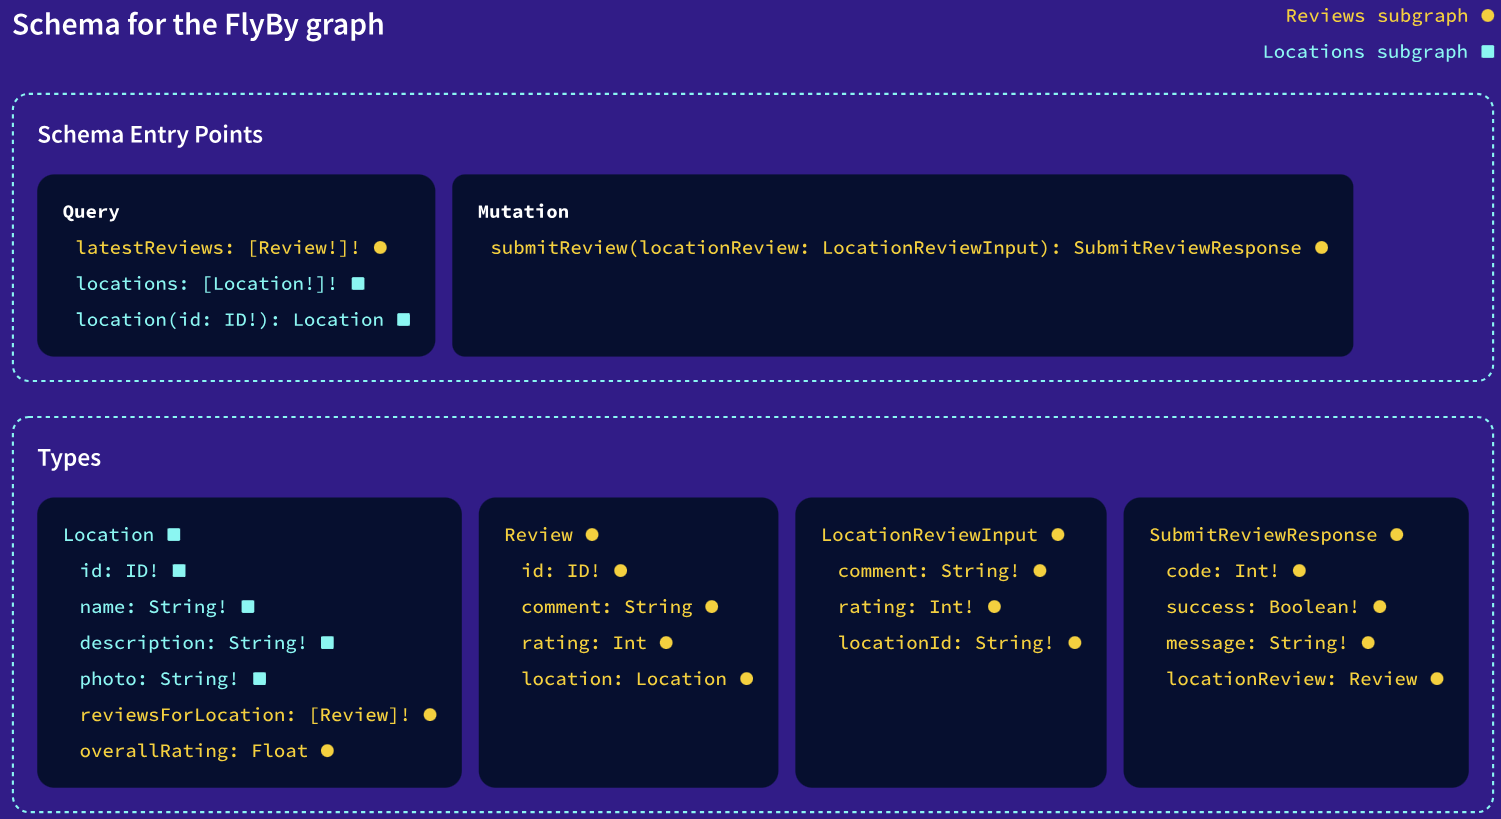 Schema for the FlyBy graph
Reviews subgraph
Locations subgraph
Schema Entry Points
Query
latestReviews: [Review!]!
locations: [Location!]!
location(id: ID!): Location
Mutation
submitReview(locationReview: LocationReviewInput): SubmitReviewResponse
Types
Location
id: ID!
name: String!
description: String!
photo: String!
reviewsForLocation: [Review]!
overallRating: Float
Review
id: ID!
comment: String
rating: Int
location: Location
LocationReviewInput
comment: String!
rating: Int!
locationId: String!
SubmitReviewResponse
code: Int!
success: Boolean!
message: String!
locationReview: Review